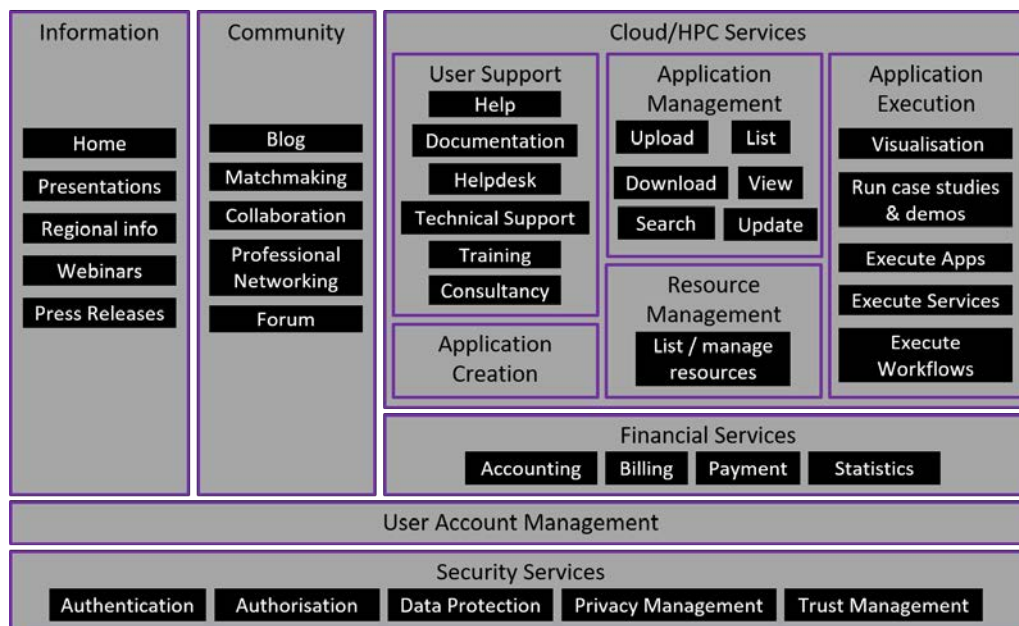 Information
Home
Presentations
Regional info
Webinars
Press Releases
Community
Blog
Matchmaking
Collaboration
Professional
Networking
Forum
Cloud/HPC Services
User Support
Help
Documentation
Helpdesk
Technical Support
Training
Consultancy
Application
Creation
Application
Management
Upload
List
Download
View
Search
Update
Resource
Management
List / manage
resources
Application
Execution
Visualisation
Run case studies
& demos
Execute Apps
Execute Services
Execute
Workflows
Financial Services
Accounting
Billing
Payment
Statistics
User Account Management
Security Services
Authentication
Authorisation
Data Protection
Privacy Management
Trust Management